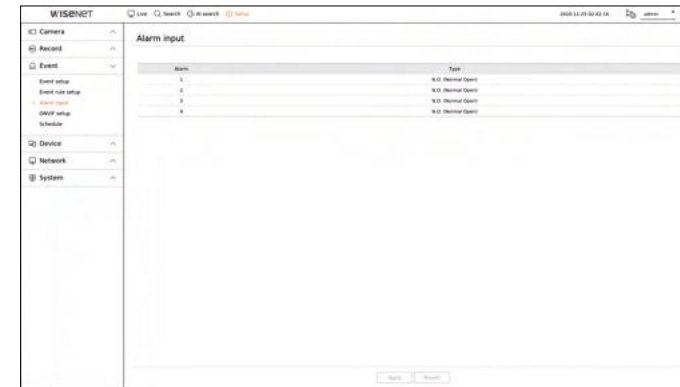 WISENET
Live Search AI search Setup admin
Camera
Record
Event
Event setup
Event rule setup
Alarm input
ONVIF setup
Schedule
Device
Network
System
Alarm input
Alarm Type
1 N.O. (Normal Open)
2 N.O. (Normal Open)
3 N.O. (Normal Open)
4 N.O. (Normal Open)
Apply Revert